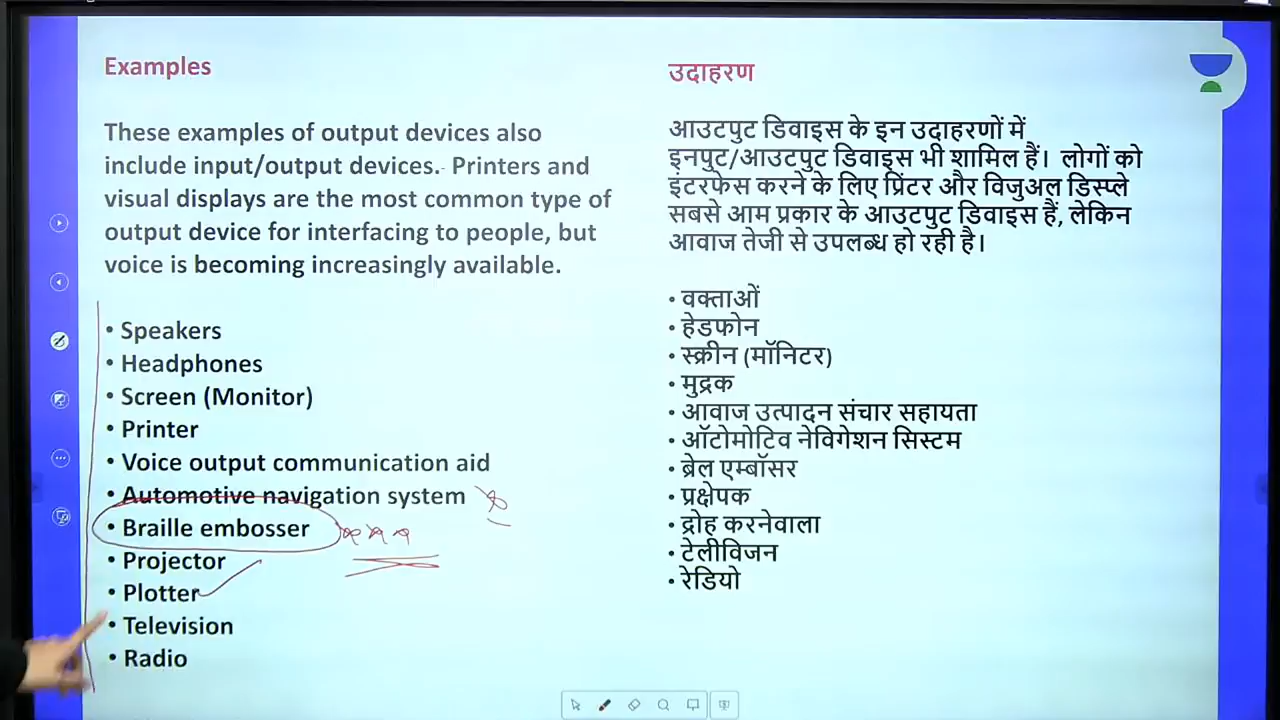 Examples
These examples of output devices also
include input/output devices. Printers and
visual displays are the most common type of
output device for interfacing to people, but
voice is becoming increasingly available.
• Speakers
• Headphones
• Screen (Monitor)
• Printer
• Voice output communication aid
• Automotive navigation system
• Braille embosser
• Projector
• Plotter
• Television
• Radio
उदाहरण
आउटपुट डिवाइस के इन उदाहरणों में
इनपुट/आउटपुट डिवाइस भी शामिल हैं। लोगों को
इंटरफेस करने के लिए प्रिंटर और विजुअल डिस्प्ले
सबसे आम प्रकार के आउटपुट डिवाइस हैं, लेकिन
आवाज तेजी से उपलब्ध हो रही है।
• वक्ताओं
• हेडफोन
• स्क्रीन (मॉनिटर)
• मुद्रक
• आवाज उत्पादन संचार सहायता
• ऑटोमोटिव नेविगेशन सिस्टम
• ब्रेल एम्बॉसर
• प्रक्षेपक
• द्रोह करनेवाला
• टेलीविजन
• रेडियो